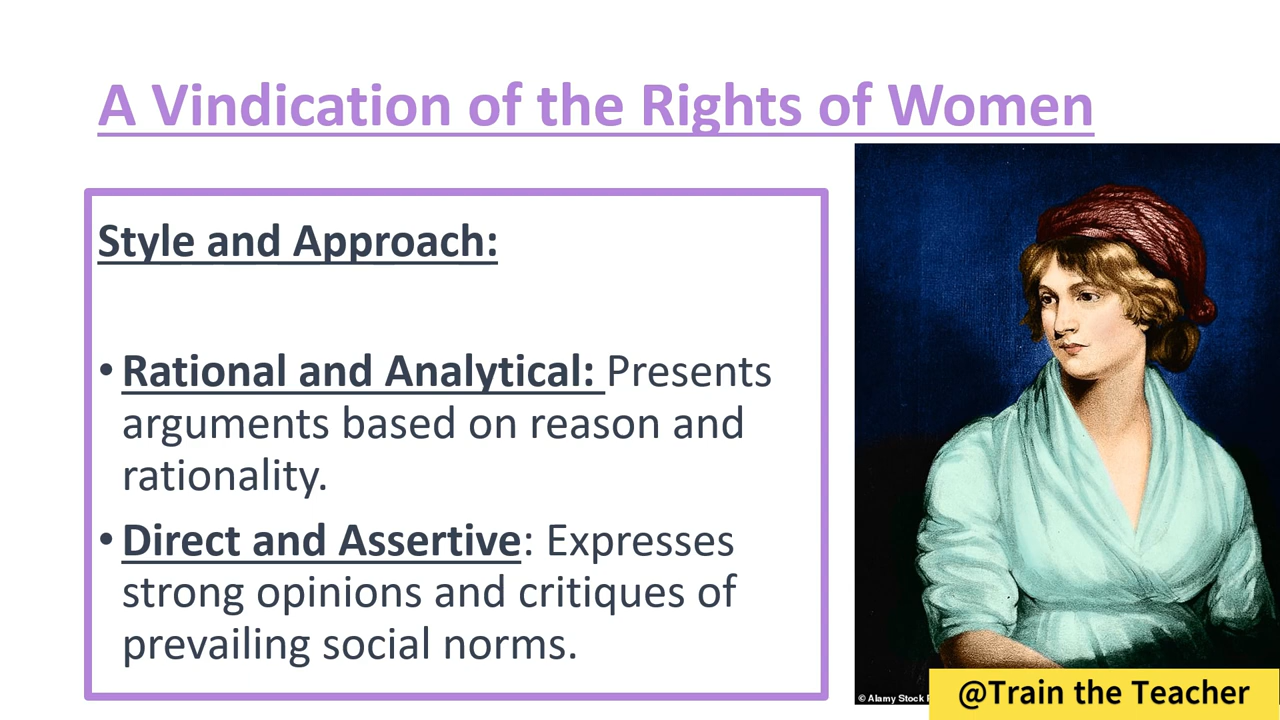 A Vindication of the Rights of Women
Style and Approach:
• Rational and Analytical: Presents
arguments based on reason and
rationality.
• Direct and Assertive: Expresses
strong opinions and critiques of
prevailing social norms.
© Alamy Stock
@Train the Teacher